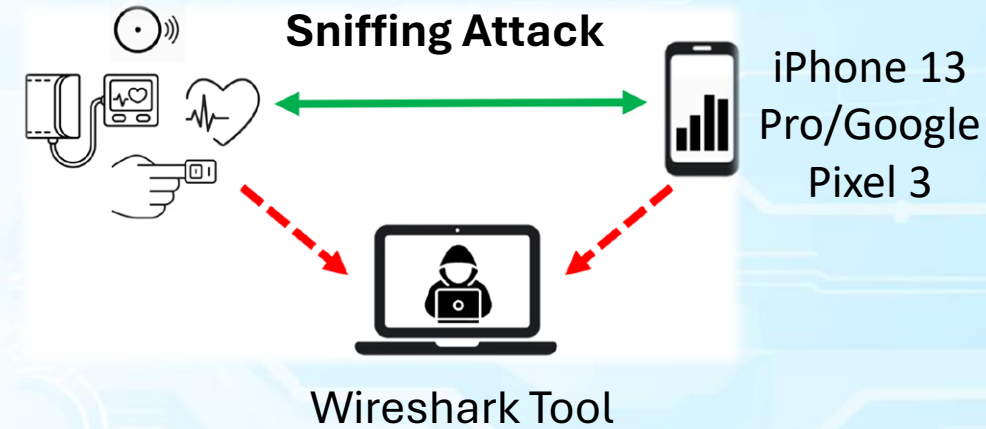 Sniffing Attack
iPhone 13
Pro/Google
Pixel 3
Wireshark Tool